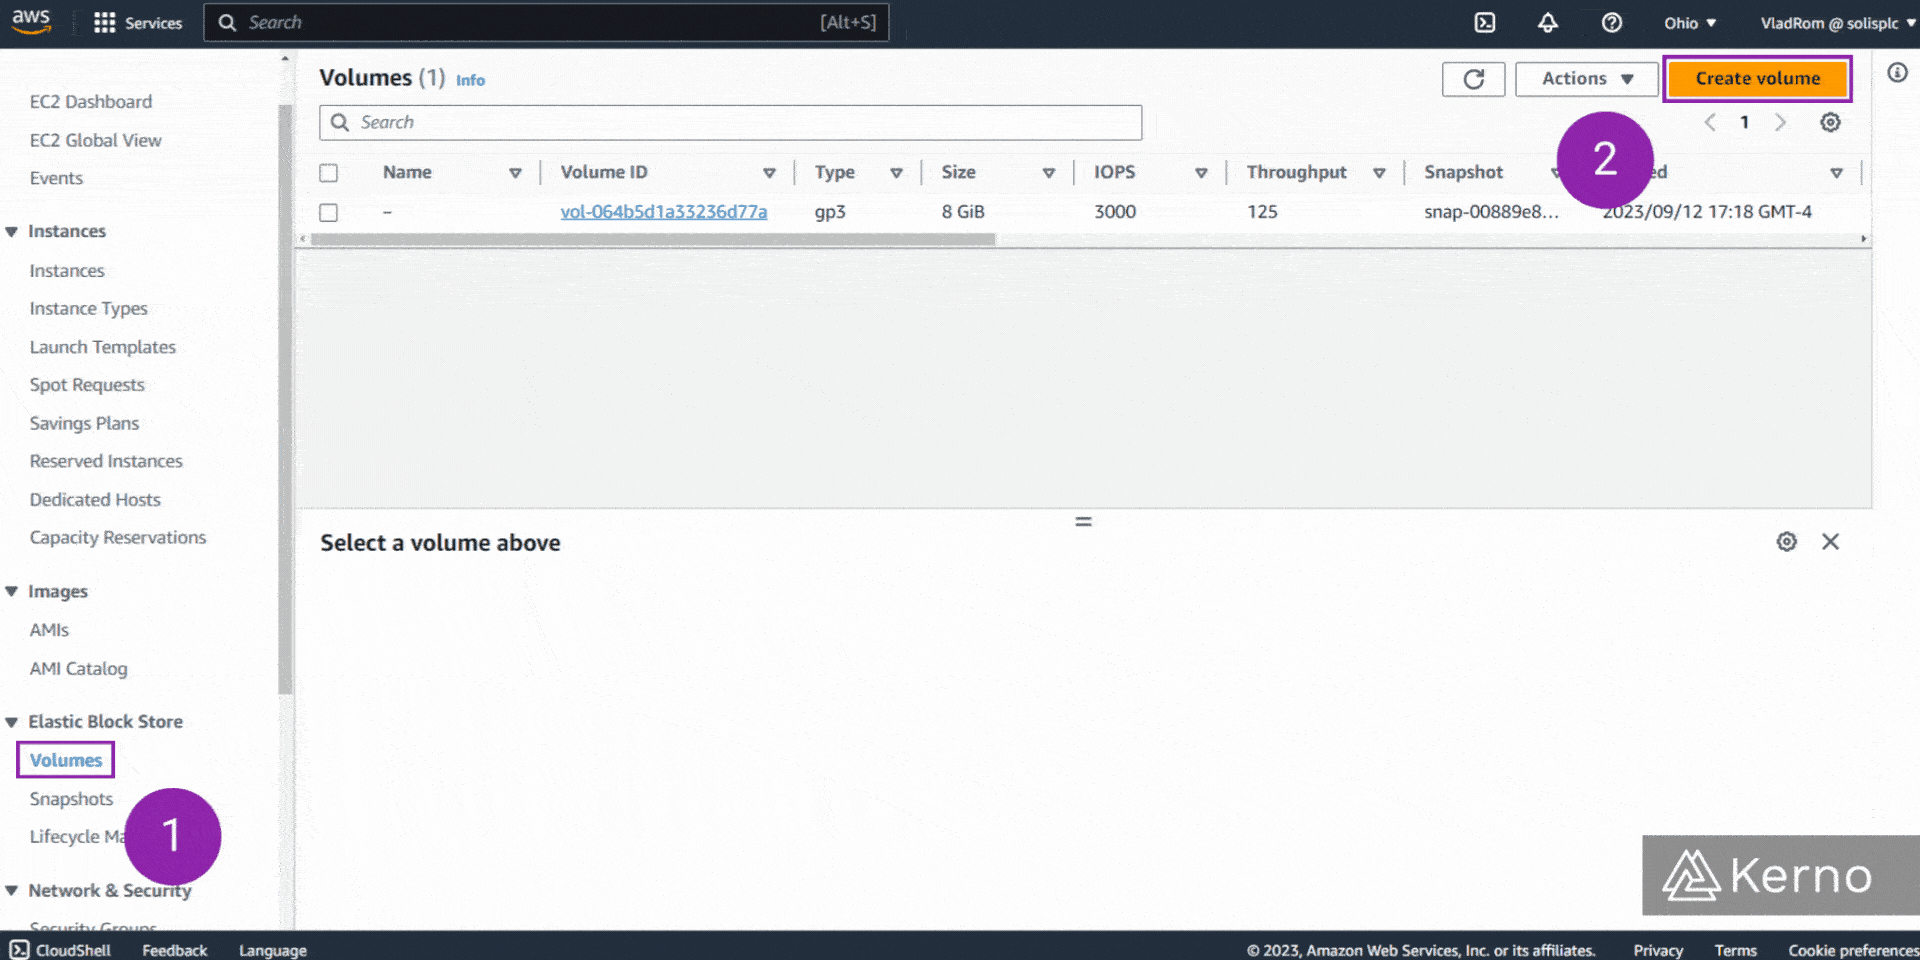 aws Services Search [Alt+S] Ohio VladRom @ solisplc
EC2 Dashboard
EC2 Global View
Events
Instances
Instances
Instance Types
Launch Templates
Spot Requests
Savings Plans
Reserved Instances
Dedicated Hosts
Capacity Reservations
Images
AMIs
AMI Catalog
Elastic Block Store
Volumes
Snapshots
Lifecycle Ma
1
Network & Security
Security Groups
Volumes (1) Info
Actions
Create volume
Search
1
2
Name Volume ID Type Size IOPS Throughput Snapshot ed
– vol-064b5d1a33236d77a gp3 8 GiB 3000 125 snap-00889e8... 2023/09/12 17:18 GMT-4
Select a volume above
Kerno
CloudShell Feedback Language © 2023, Amazon Web Services, Inc. or its affiliates. Privacy Terms Cookie preferences